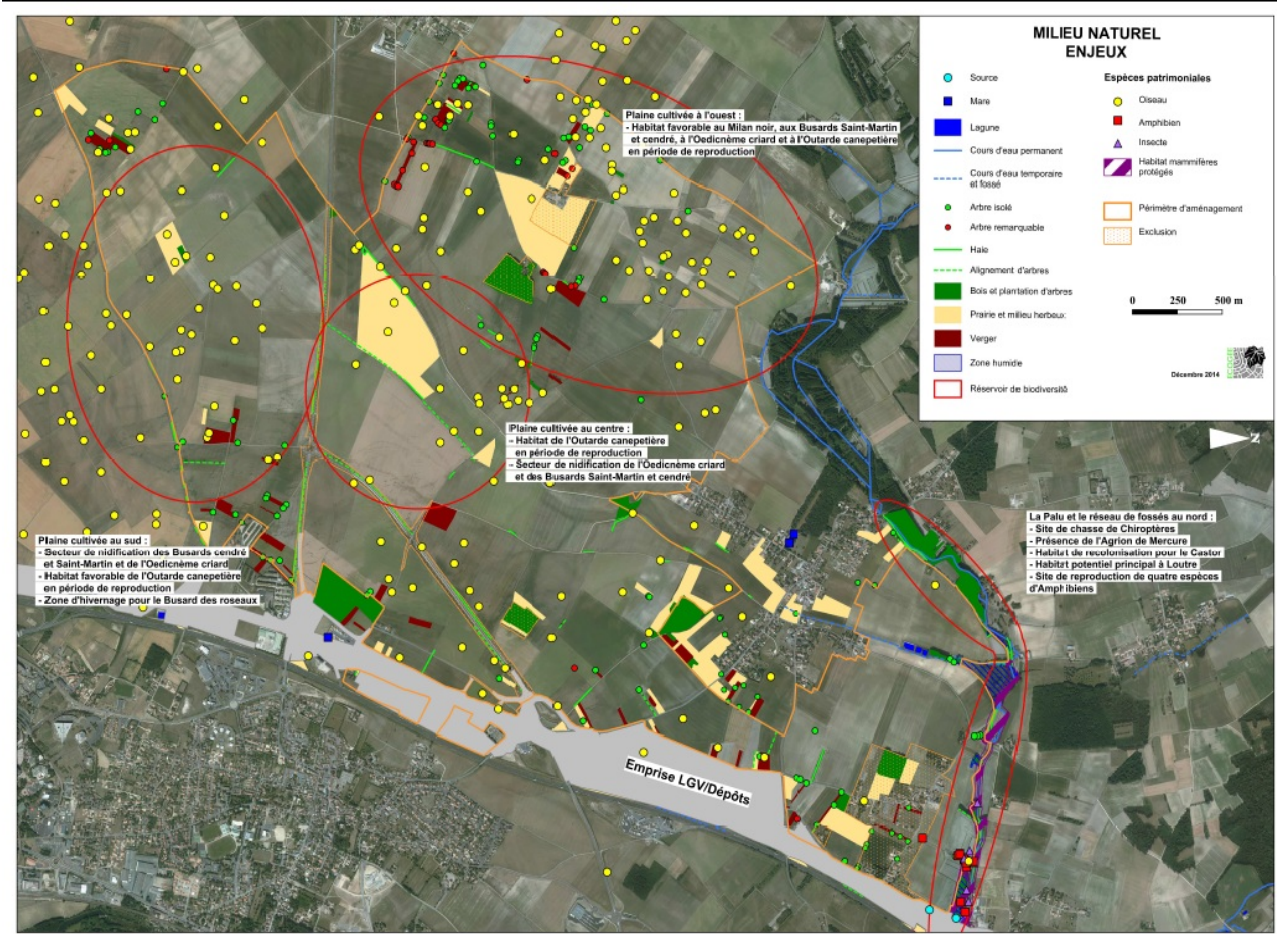 MILIEU NATUREL
ENJEUX
Source
Mare
Lagune
Cours d'eau permanent
Cours d'eau temporaire
et fossé
Arbre isolé
Arbre remarquable
Haie
Alignement d'arbres
Bois et plantation d'arbres
Prairie et milieu herbeux
Verger
Zone humide
Réservoir de biodiversité
Espèces patrimoniales
Oiseau
Amphibien
Insecte
Habitat mammifères
protégés
Périmètre d'aménagement
Exclusion
0 250 500 m
Décembre 2014
ECOGEE
Z
Plaine cultivée à l'ouest :
- Habitat favorable au Milan noir, aux Busards Saint-Martin
et cendré, à l'Oedicnème criard et à l'Outarde canepetière
en période de reproduction
Plaine cultivée au centre :
- Habitat de l'Outarde canepetière
en période de reproduction
- Secteur de nidification de l'Oedicnème criard
et des Busards Saint-Martin et cendré
La Palu et le réseau de fossés au nord :
- Site de chasse de Chiroptères
- Présence de l'Agrion de Mercure
- Habitat de recolonisation pour le Castor
- Habitat potentiel principal à Loutre
- Site de reproduction de quatre espèces
d'Amphibiens
Plaine cultivée au sud :
- Secteur de nidification des Busards cendré
et Saint-Martin et de l'Oedicnème criard
- Habitat favorable de l'Outarde canepetière
en période de reproduction
- Zone d'hivernage pour le Busard des roseaux
Emprise LGV/Dépôts